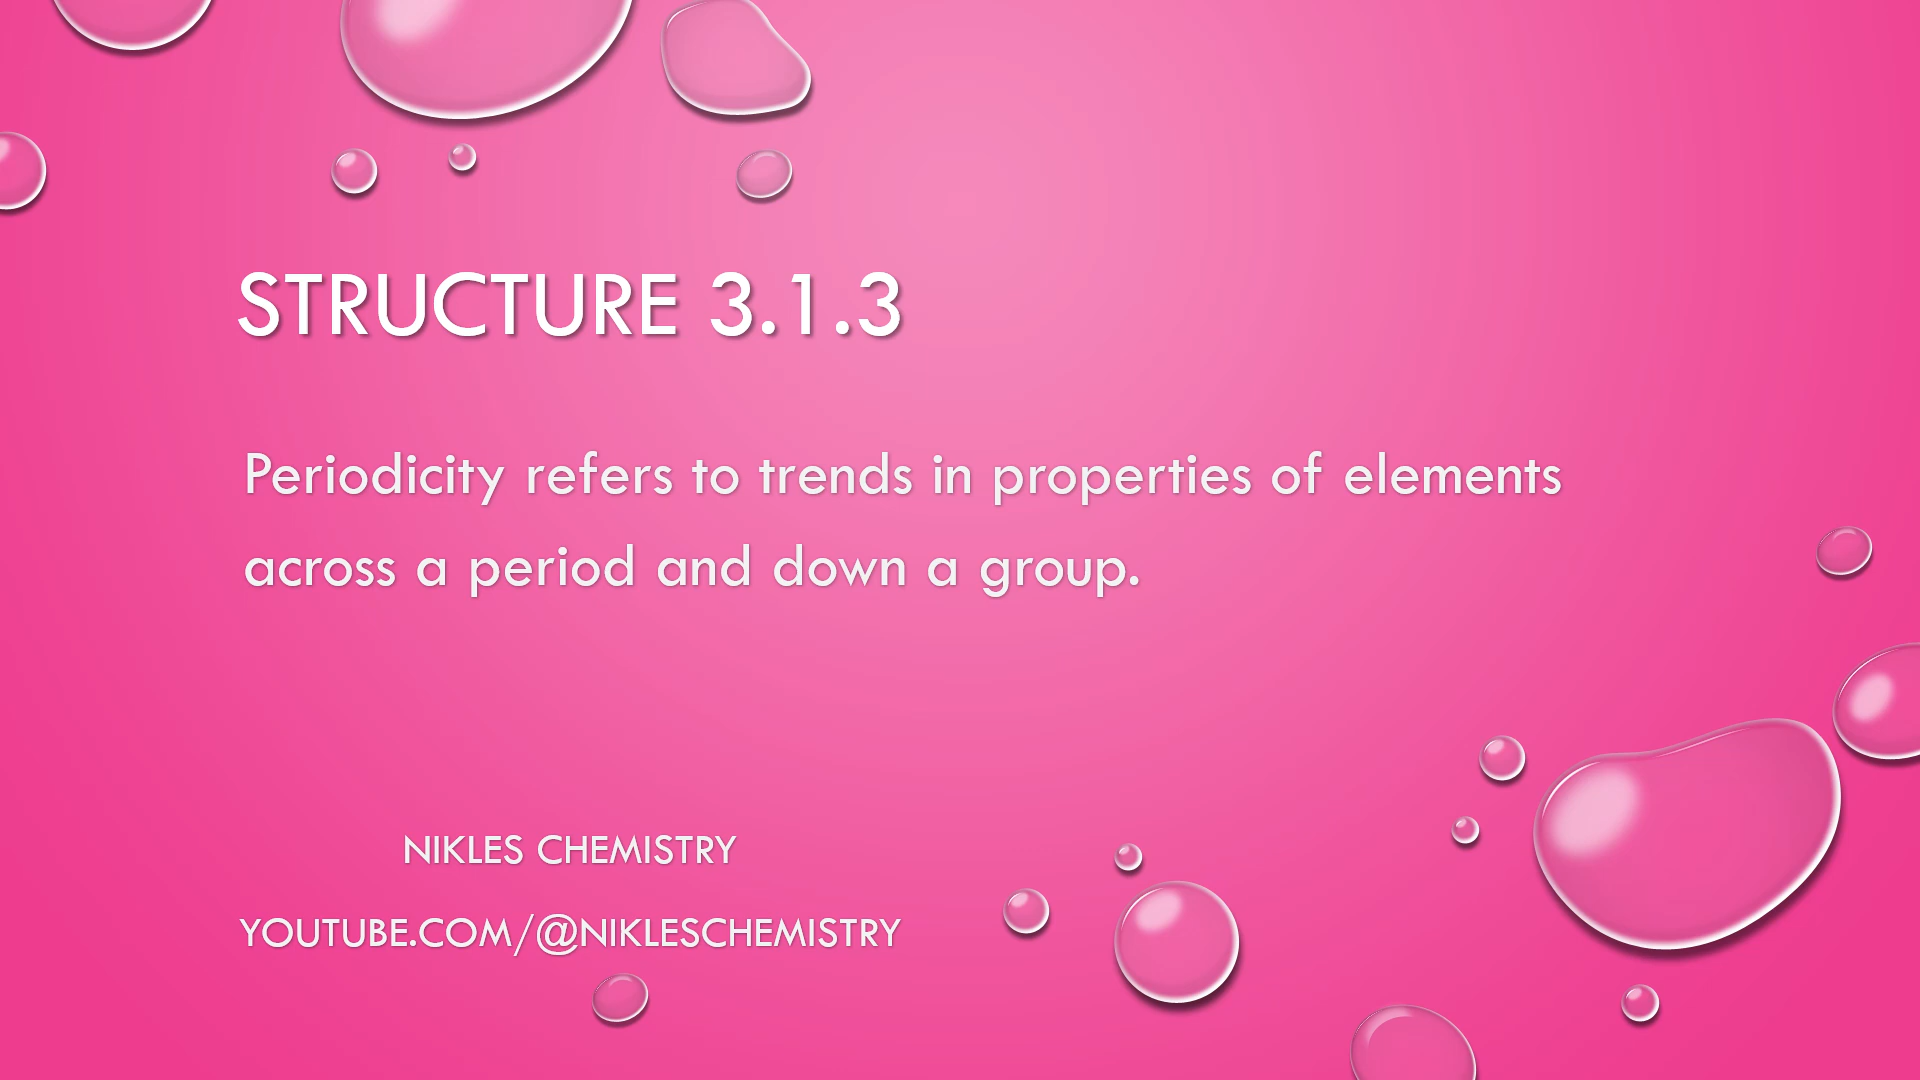 STRUCTURE 3.1.3
Periodicity refers to trends in properties of elements
across a period and down a group.
NIKLES CHEMISTRY
YOUTUBE.COM/@NIKLESCHEMISTRY